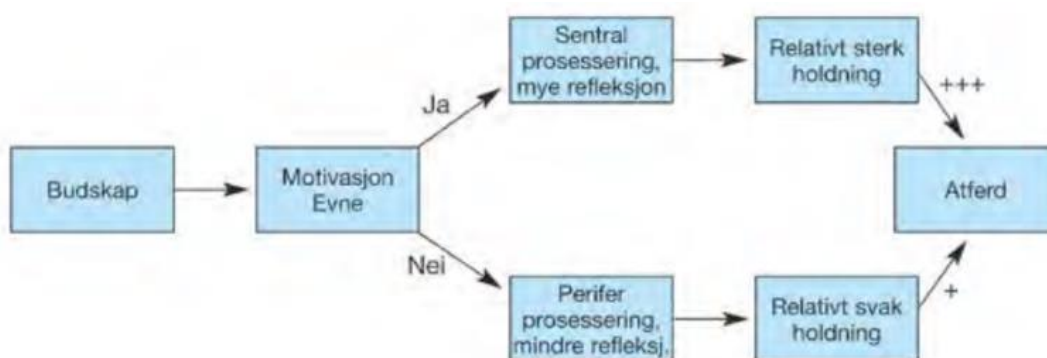 Sentral
prosessering,
mye refleksjon
Relativt sterk
holdning
+++
Ja
Budskap
Motivasjon
Evne
Atferd
Nei
Perifer
prosessering,
mindre refleksj.
Relativt svak
holdning
+